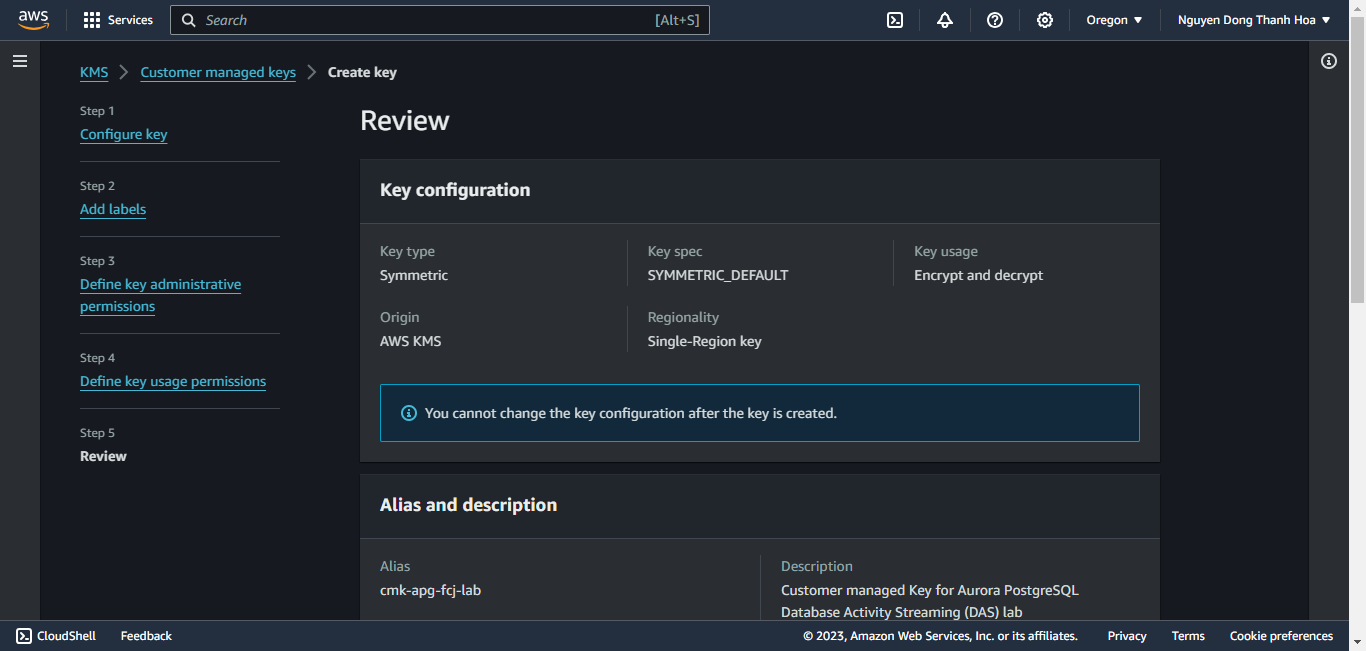 aws Services Search [Alt+S] Oregon Nguyen Dong Thanh Hoa
KMS Customer managed keys Create key
Step 1
Configure key
Step 2
Add labels
Step 3
Define key administrative
permissions
Step 4
Define key usage permissions
Step 5
Review
Review
Key configuration
Key type
Symmetric
Key spec
SYMMETRIC_DEFAULT
Key usage
Encrypt and decrypt
Origin
AWS KMS
Regionality
Single-Region key
You cannot change the key configuration after the key is created.
Alias and description
Alias
cmk-apg-fcj-lab
Description
Customer managed Key for Aurora PostgreSQL
Database Activity Streaming (DAS) lab
CloudShell Feedback © 2023, Amazon Web Services, Inc. or its affiliates. Privacy Terms Cookie preferences